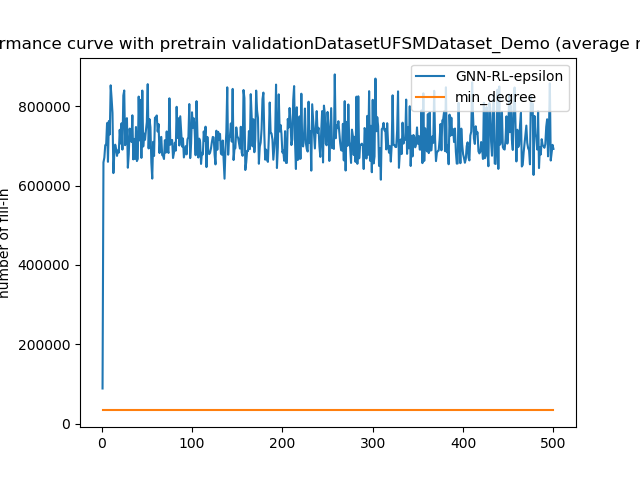 rmance curve with pretrain validationDatasetUFSMDataset_Demo (average
GNN-RL-epsilon
min_degree
number of fill-in
800000
600000
400000
200000
0
0 100 200 300 400 500